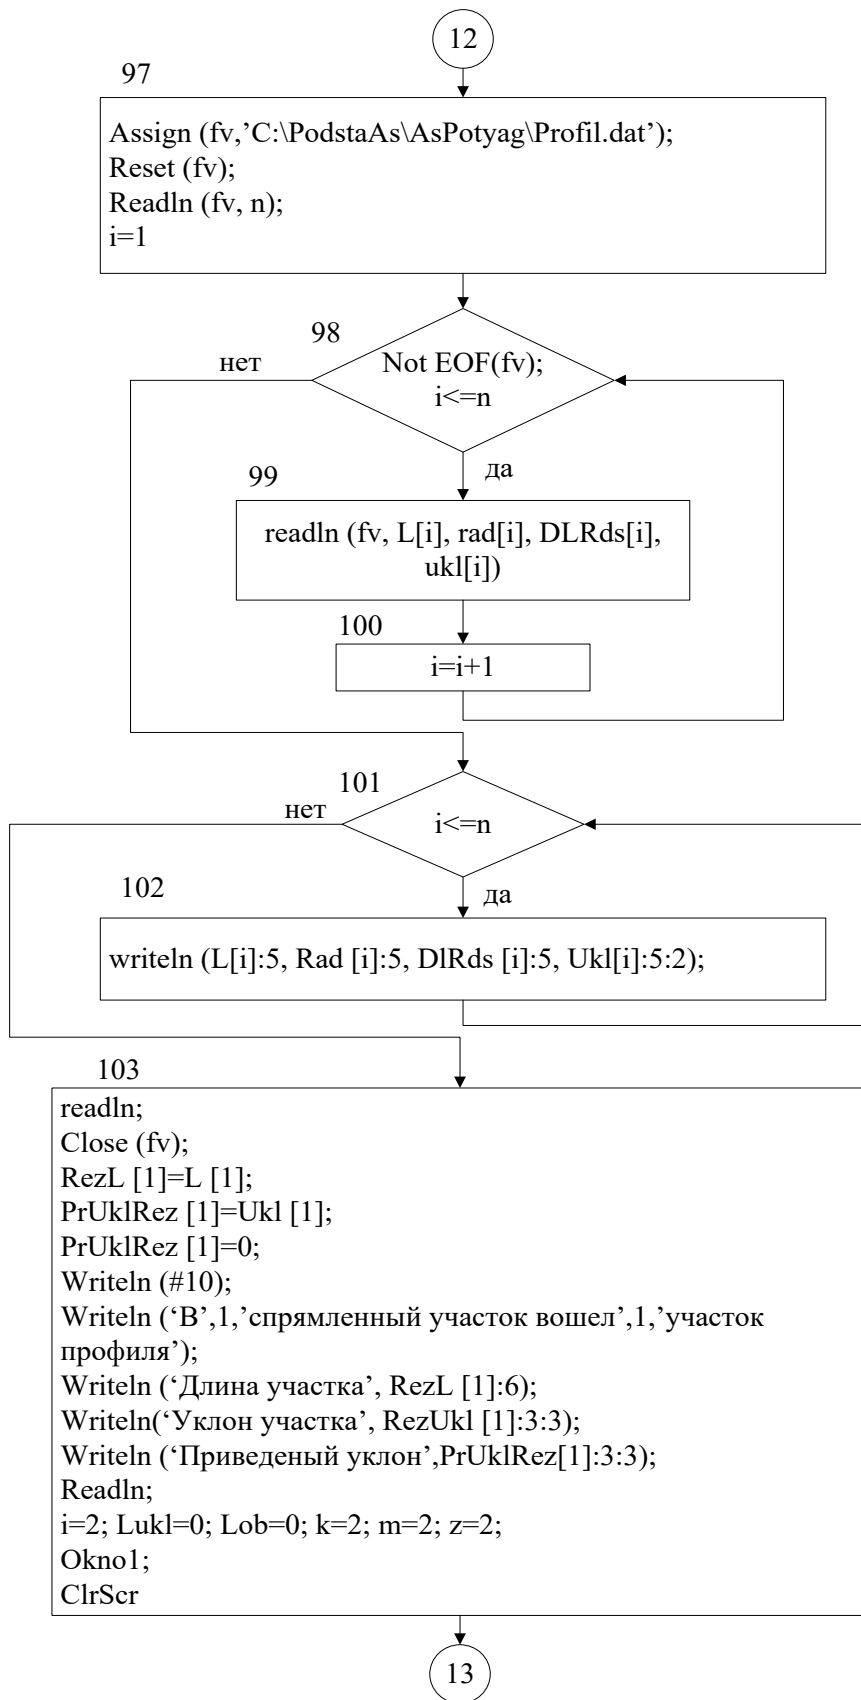 12
97
Assign (fv,’C:\PodstaAs\AsPotyag\Profil.dat’);
Reset (fv);
Readln (fv, n);
i=1
98
нет
Not EOF(fv);
i<=n
да
99
readln (fv, L[i], rad[i], DLRds[i],
ukl[i])
100
i=i+1
101
нет
i<=n
да
102
writeln (L[i]:5, Rad [i]:5, DlRds [i]:5, Ukl[i]:5:2);
103
readln;
Close (fv);
RezL [1]=L [1];
PrUklRez [1]=Ukl [1];
PrUklRez [1]=0;
Writeln (#10);
Writeln (‘В’,1,’спрямленный участок вошел’,1,’участок
профиля’);
Writeln (‘Длина участка’, RezL [1]:6);
Writeln(‘Уклон участка’, RezUkl [1]:3:3);
Writeln (‘Приведеный уклон’,PrUklRez[1]:3:3);
Readln;
i=2; Lukl=0; Lob=0; k=2; m=2; z=2;
Okno1;
ClrScr
13